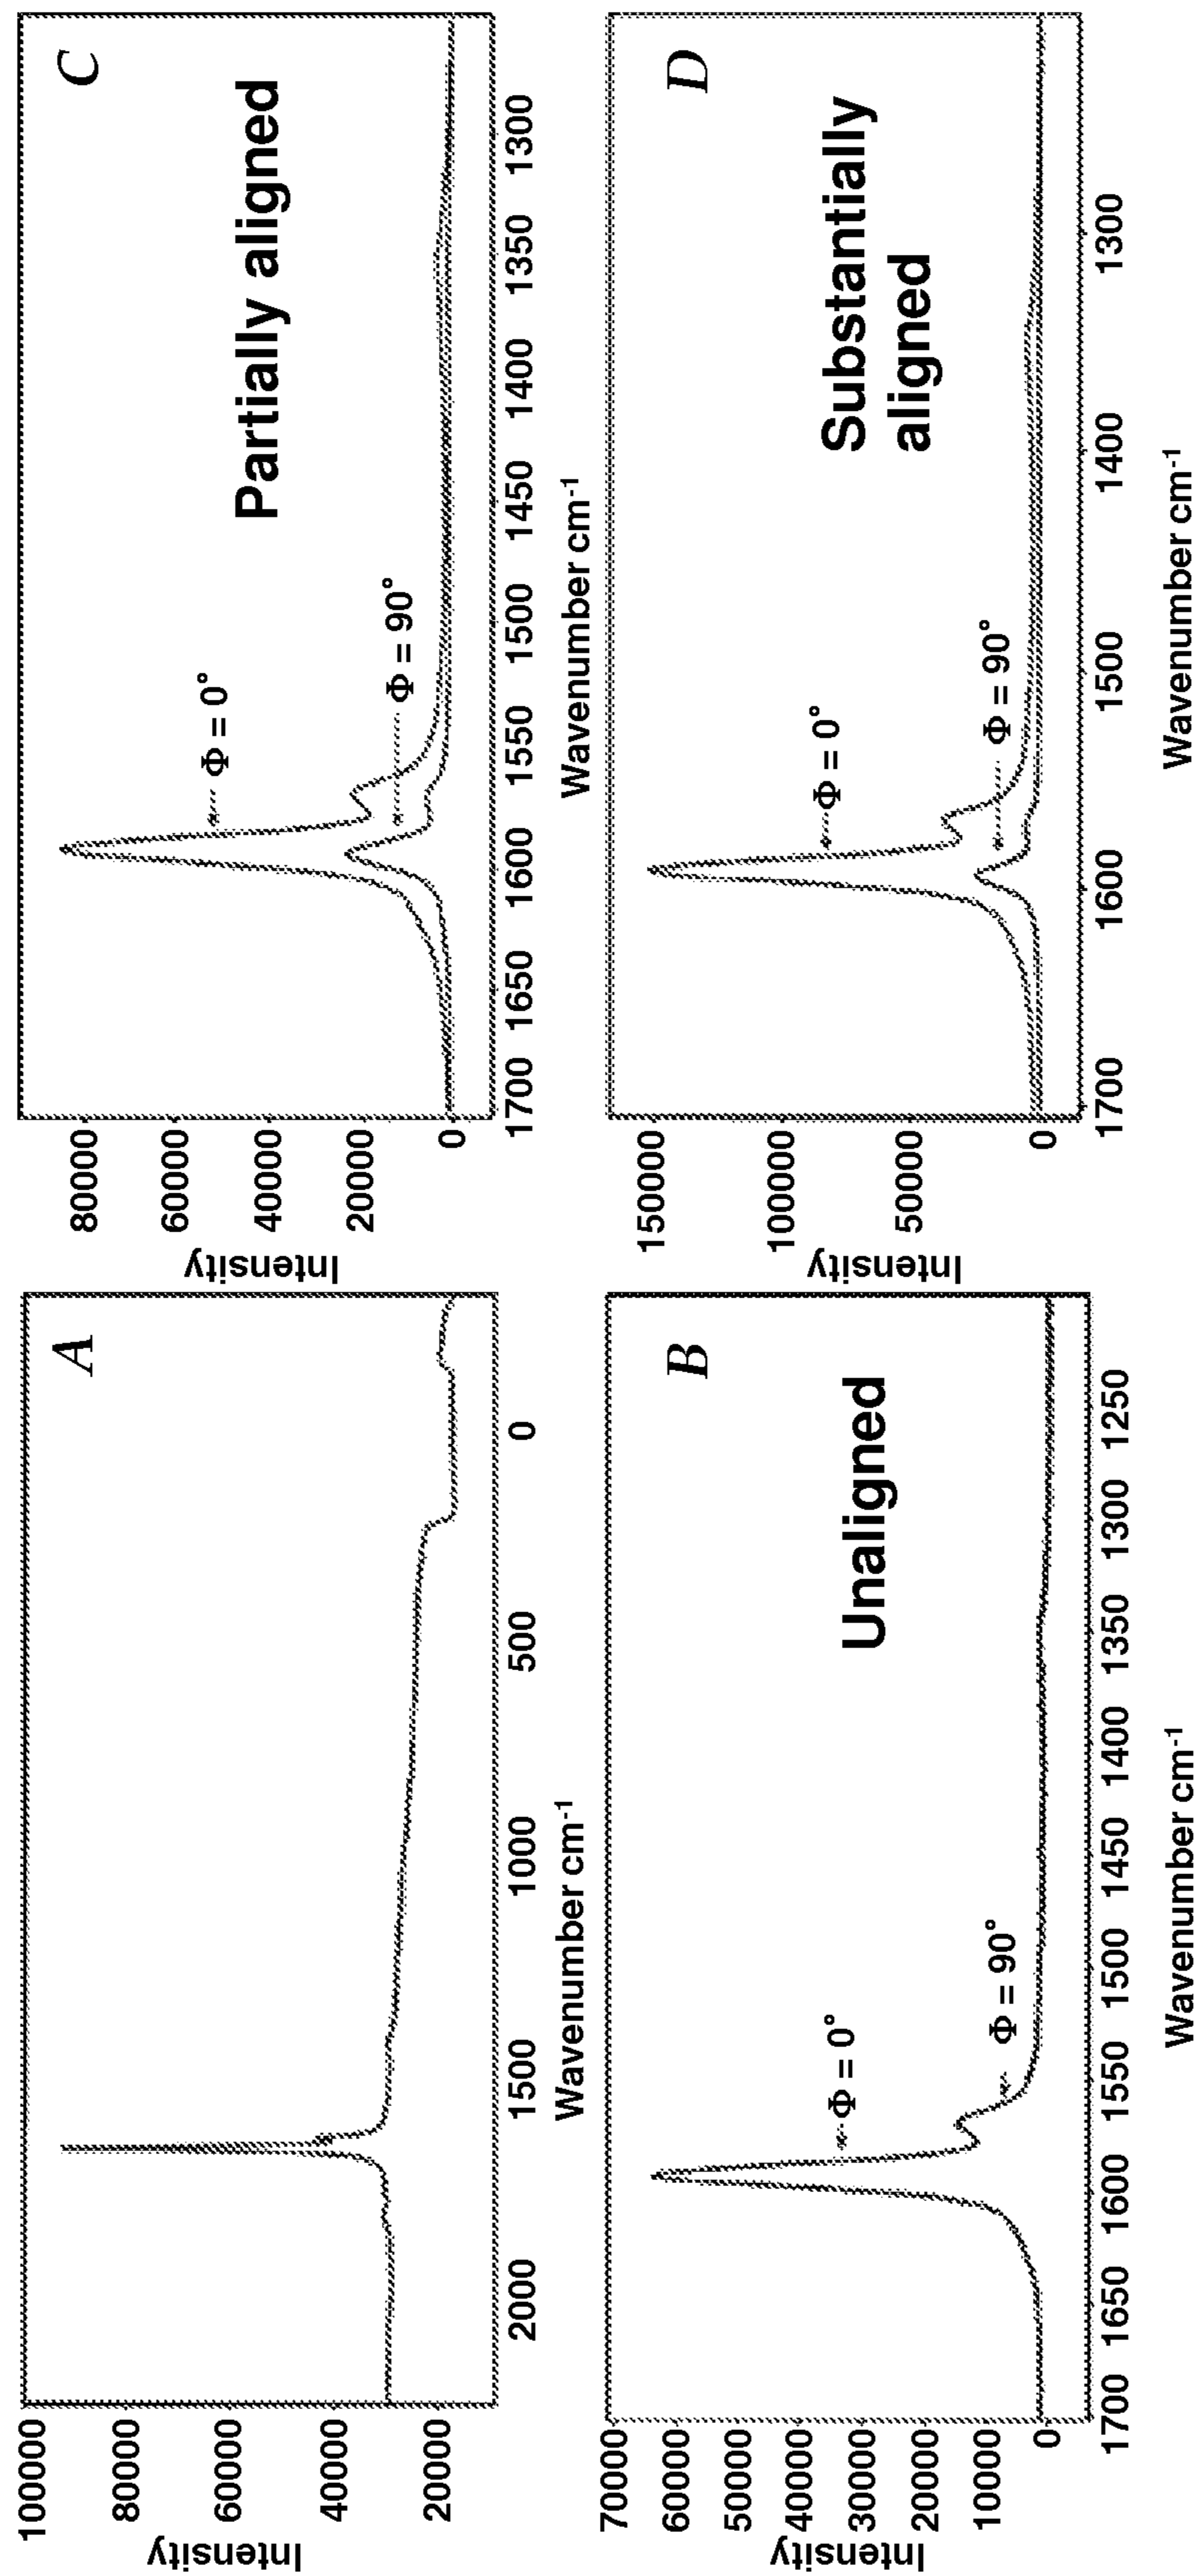 A
Intensity
100000
80000
60000
40000
20000
2000
1500
1000
500
0
Wavenumber cm-1
C
Partially aligned
Φ = 0°
Φ = 90°
Intensity
80000
60000
40000
20000
0
1700
1650
1600
1550
1500
1450
1400
1350
1300
Wavenumber cm-1
B
Unaligned
Φ = 0°
Φ = 90°
Intensity
70000
60000
50000
40000
30000
20000
10000
0
1700
1650
1600
1550
1500
1450
1400
1350
1300
1250
Wavenumber cm-1
D
Substantially
aligned
Φ = 0°
Φ = 90°
Intensity
150000
100000
50000
0
1700
1600
1500
1400
1300
Wavenumber cm-1